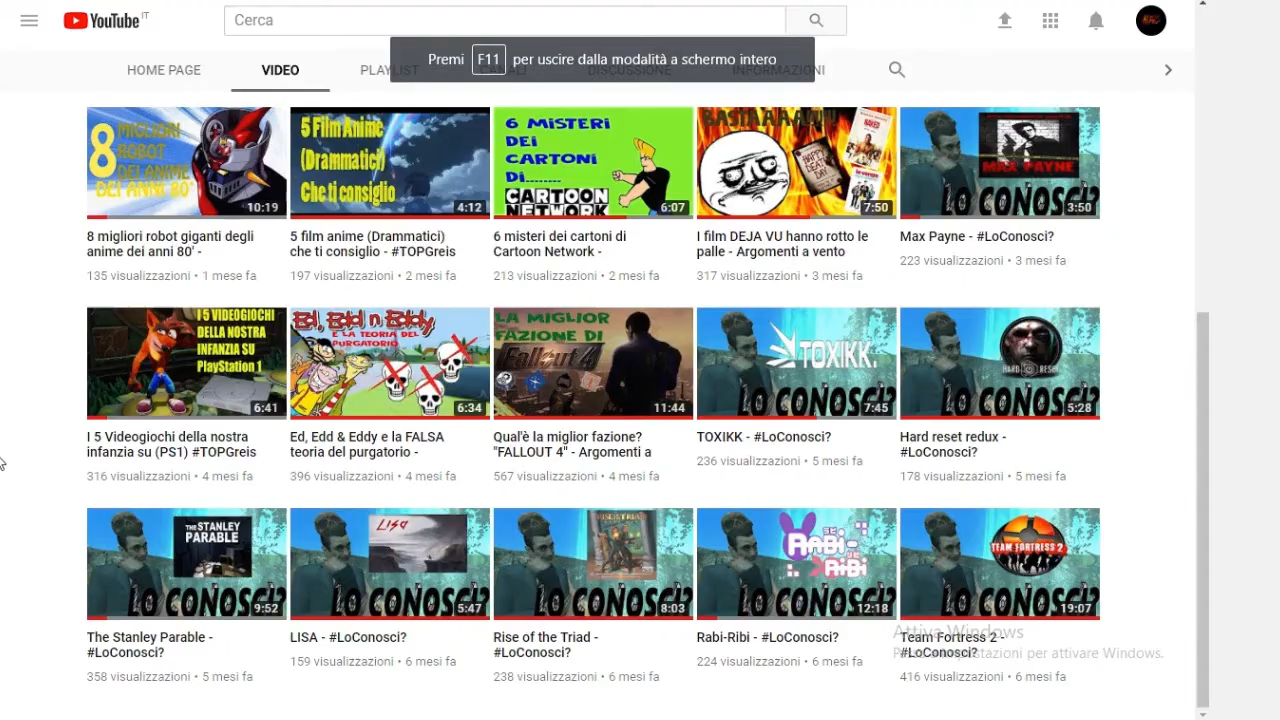 YouTube IT
Cerca
Premi F11 per uscire dalla modalità a schermo intero
HOME PAGE VIDEO PLAYLIST CANALI DISCUSSIONE INFORMAZIONI
8 MIGLIORI
ROBOT
DEI ANIME
DEI ANNI 80'
10:19
5 Film Anime
(Drammatici)
Che ti consiglio
4:12
6 MISTERI
DEI
CARTONI
DI........
CARTOON
NETWORK
6:07
BASTAAAAA!!!
7:50
MAX PAYNE
LO CONOSCI?
3:50
8 migliori robot giganti degli
anime dei anni 80' -
135 visualizzazioni • 1 mese fa
5 film anime (Drammatici)
che ti consiglio - #TOPGreis
197 visualizzazioni • 2 mesi fa
6 misteri dei cartoni di
Cartoon Network -
213 visualizzazioni • 2 mesi fa
I film DEJA VU hanno rotto le
palle - Argomenti a vento
317 visualizzazioni • 3 mesi fa
Max Payne - #LoConosci?
223 visualizzazioni • 3 mesi fa
I 5 VIDEOGIOCHI
DELLA NOSTRA
INFANZIA SU
PlayStation 1
6:41
Ed, Edd n Eddy
E LA TEORIA DEL
PURGATORIO
6:34
LA MIGLIOR
FAZIONE DI
Fallout 4
11:44
TOXIKK
LO CONOSCI?
7:45
HARD RESET
LO CONOSCI?
5:28
I 5 Videogiochi della nostra
infanzia su (PS1) #TOPGreis
316 visualizzazioni • 4 mesi fa
Ed, Edd & Eddy e la FALSA
teoria del purgatorio -
396 visualizzazioni • 4 mesi fa
Qual'è la miglior fazione?
"FALLOUT 4" - Argomenti a
567 visualizzazioni • 4 mesi fa
TOXIKK - #LoConosci?
236 visualizzazioni • 5 mesi fa
Hard reset redux -
#LoConosci?
178 visualizzazioni • 5 mesi fa
THE STANLEY
PARABLE
LO CONOSCI?
9:52
LISA
LO CONOSCI?
5:47
RISE OF THE TRIAD
LO CONOSCI?
8:03
RABI-
RIBI
LO CONOSCI?
12:18
TEAM FORTRESS 2
LO CONOSCI?
19:07
The Stanley Parable -
#LoConosci?
358 visualizzazioni • 5 mesi fa
LISA - #LoConosci?
159 visualizzazioni • 6 mesi fa
Rise of the Triad -
#LoConosci?
238 visualizzazioni • 6 mesi fa
Rabi-Ribi - #LoConosci?
224 visualizzazioni • 6 mesi fa
Team Fortress 2 -
#LoConosci?
416 visualizzazioni • 6 mesi fa
Attiva Windows
impostazioni per attivare Windows.